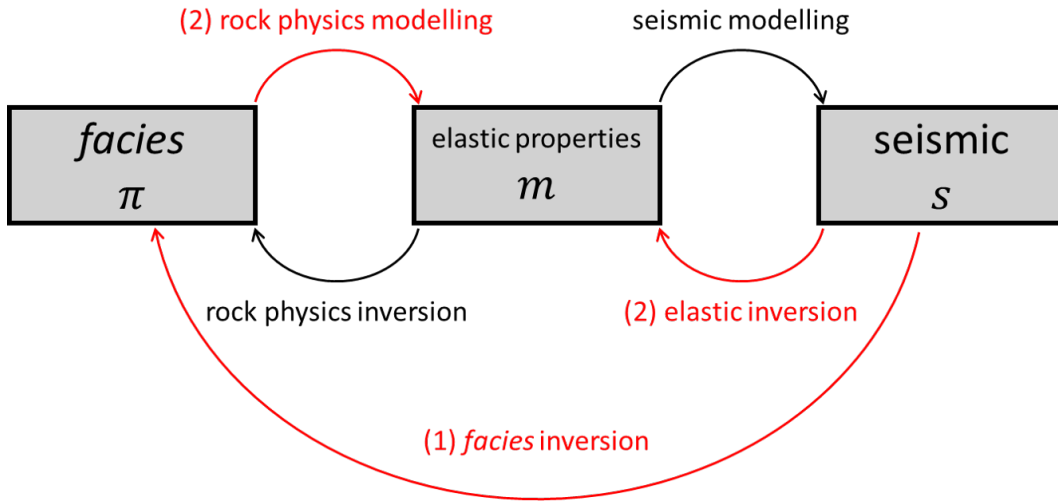 (2) rock physics modelling
seismic modelling
facies
π
elastic properties
m
seismic
s
rock physics inversion
(2) elastic inversion
(1) facies inversion